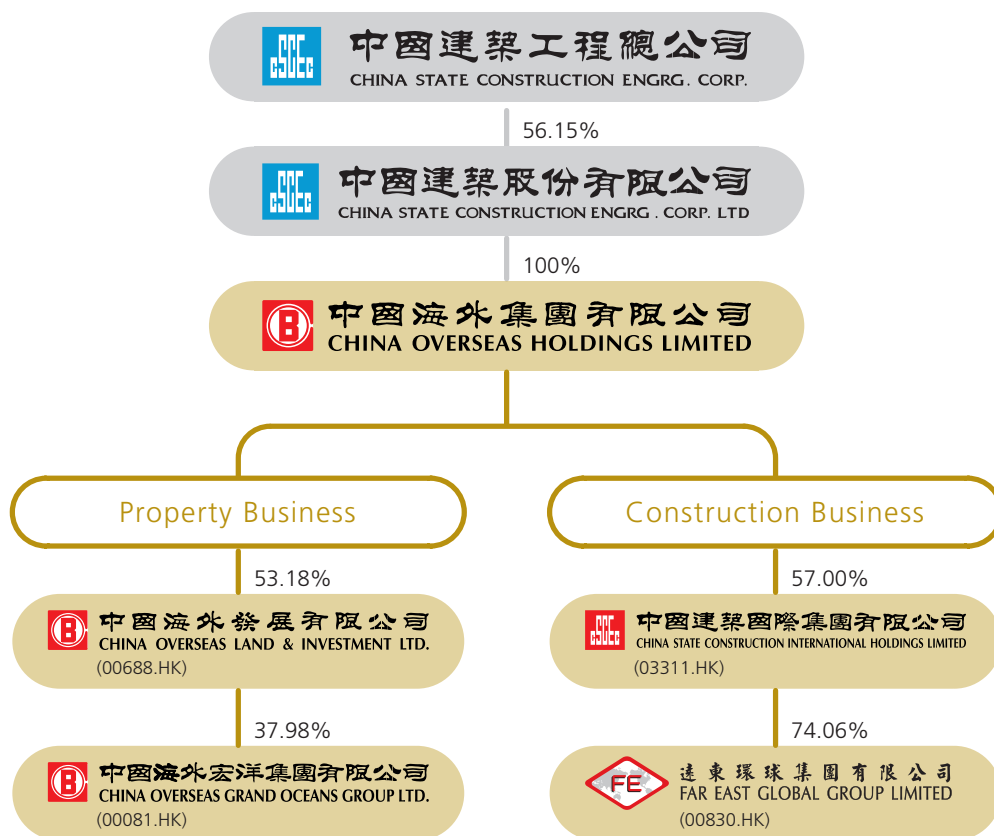 CSCEC
中國建築工程總公司
CHINA STATE CONSTRUCTION ENGRG. CORP.
56.15%
CSCEC
中國建築股份有限公司
CHINA STATE CONSTRUCTION ENGRG . CORP. LTD
100%
B
中國海外集團有限公司
CHINA OVERSEAS HOLDINGS LIMITED
Property Business
53.18%
B
中國海外發展有限公司
CHINA OVERSEAS LAND & INVESTMENT LTD.
(00688.HK)
37.98%
B
中國海外宏洋集團有限公司
CHINA OVERSEAS GRAND OCEANS GROUP LTD.
(00081.HK)
Construction Business
57.00%
CSCEC
中國建築國際集團有限公司
CHINA STATE CONSTRUCTION INTERNATIONAL HOLDINGS LIMITED
(03311.HK)
74.06%
FE
遠東環球集團有限公司
FAR EAST GLOBAL GROUP LIMITED
(00830.HK)